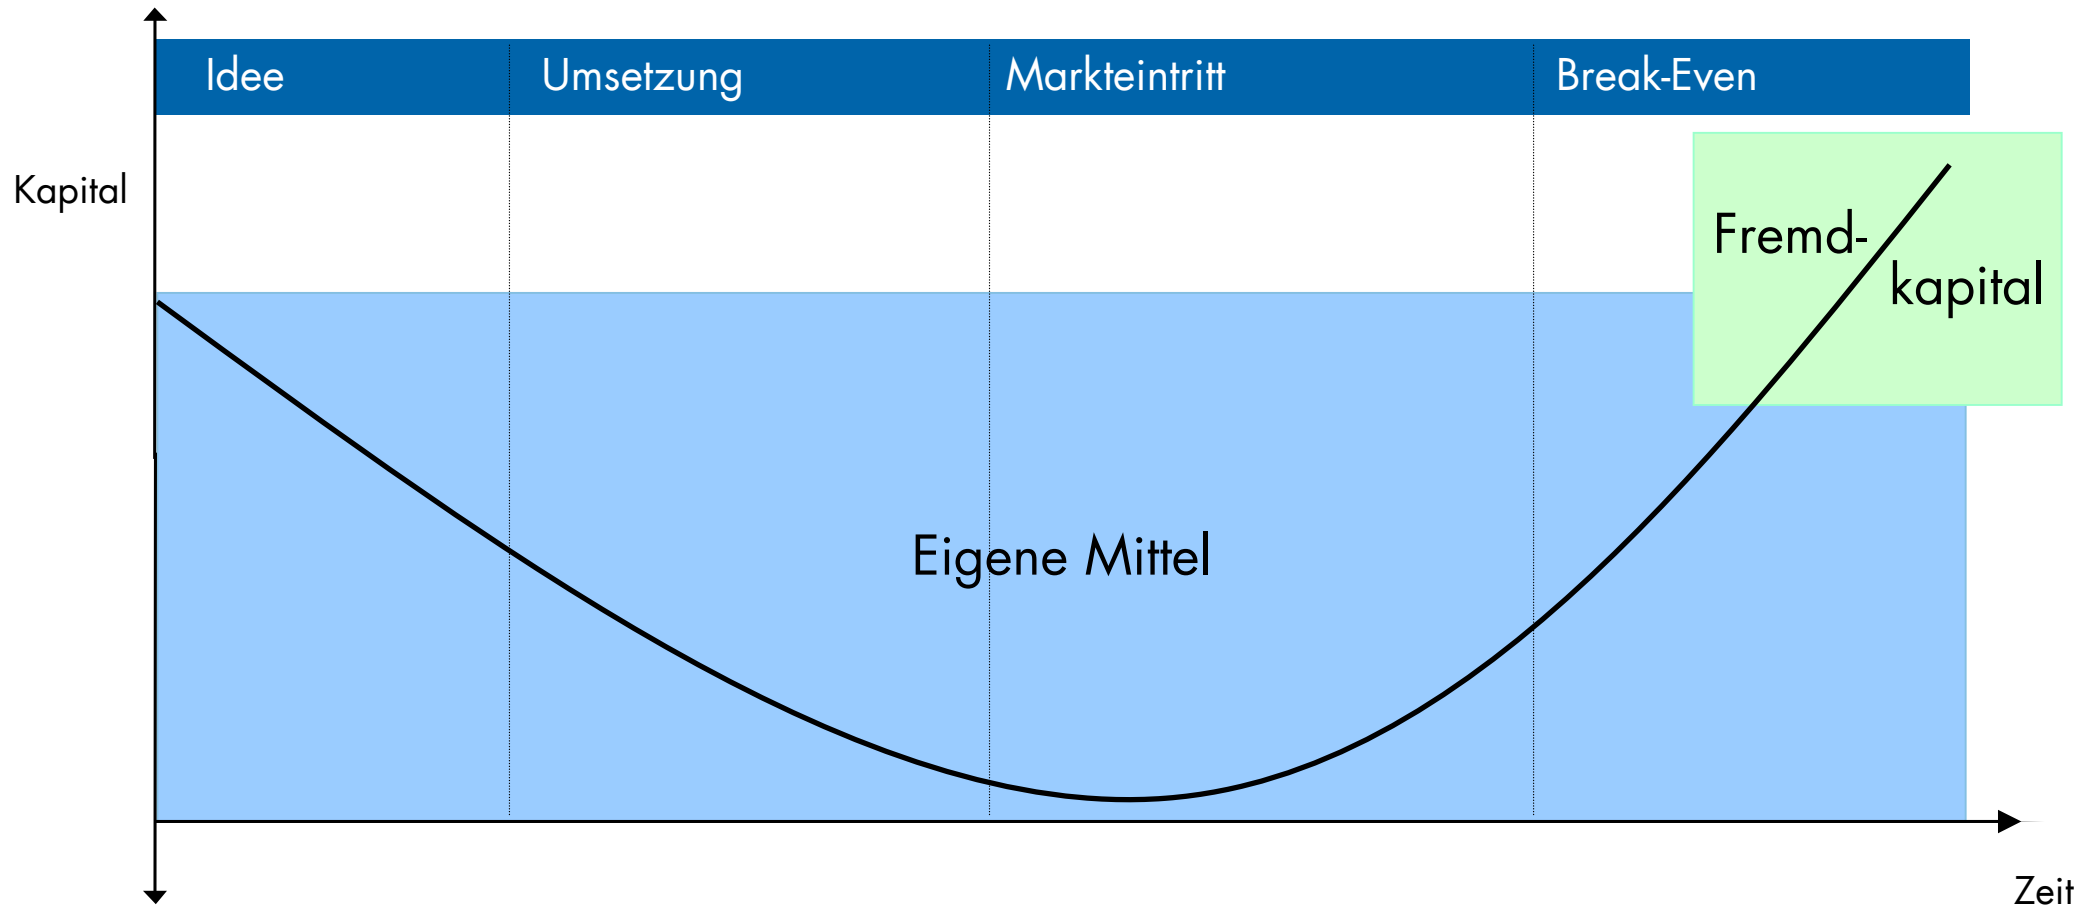 Idee
Umsetzung
Markteintritt
Break-Even
Kapital
Fremd-
kapital
Eigene Mittel
Zeit